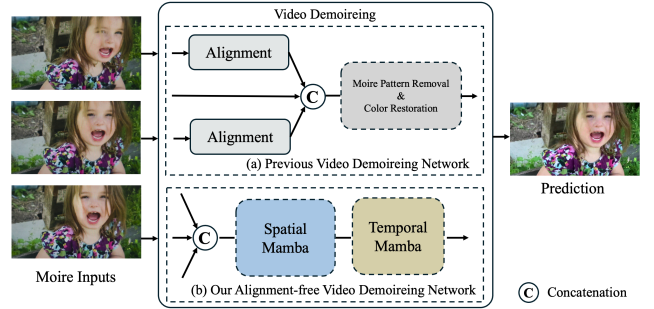 Video Demoireing
Alignment
C
Moire Pattern Removal
&
Color Restoration
Alignment
(a) Previous Video Demoireing Network
C
Spatial
Mamba
Temporal
Mamba
(b) Our Alignment-free Video Demoireing Network
Moire Inputs
Prediction
C Concatenation